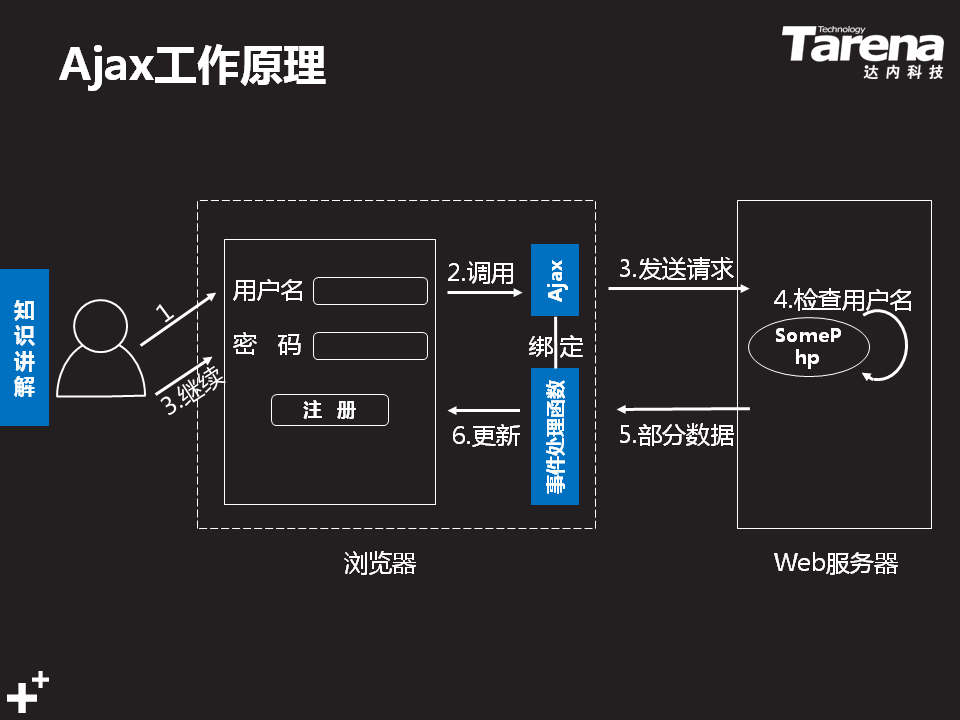 Ajax工作原理
Technology
Tarena
达内科技
知识讲解
1
3.继续
用户名
密 码
注 册
2.调用
Ajax
绑 定
事件处理函数
6.更新
3.发送请求
4.检查用户名
SomeP
hp
5.部分数据
浏览器
Web服务器